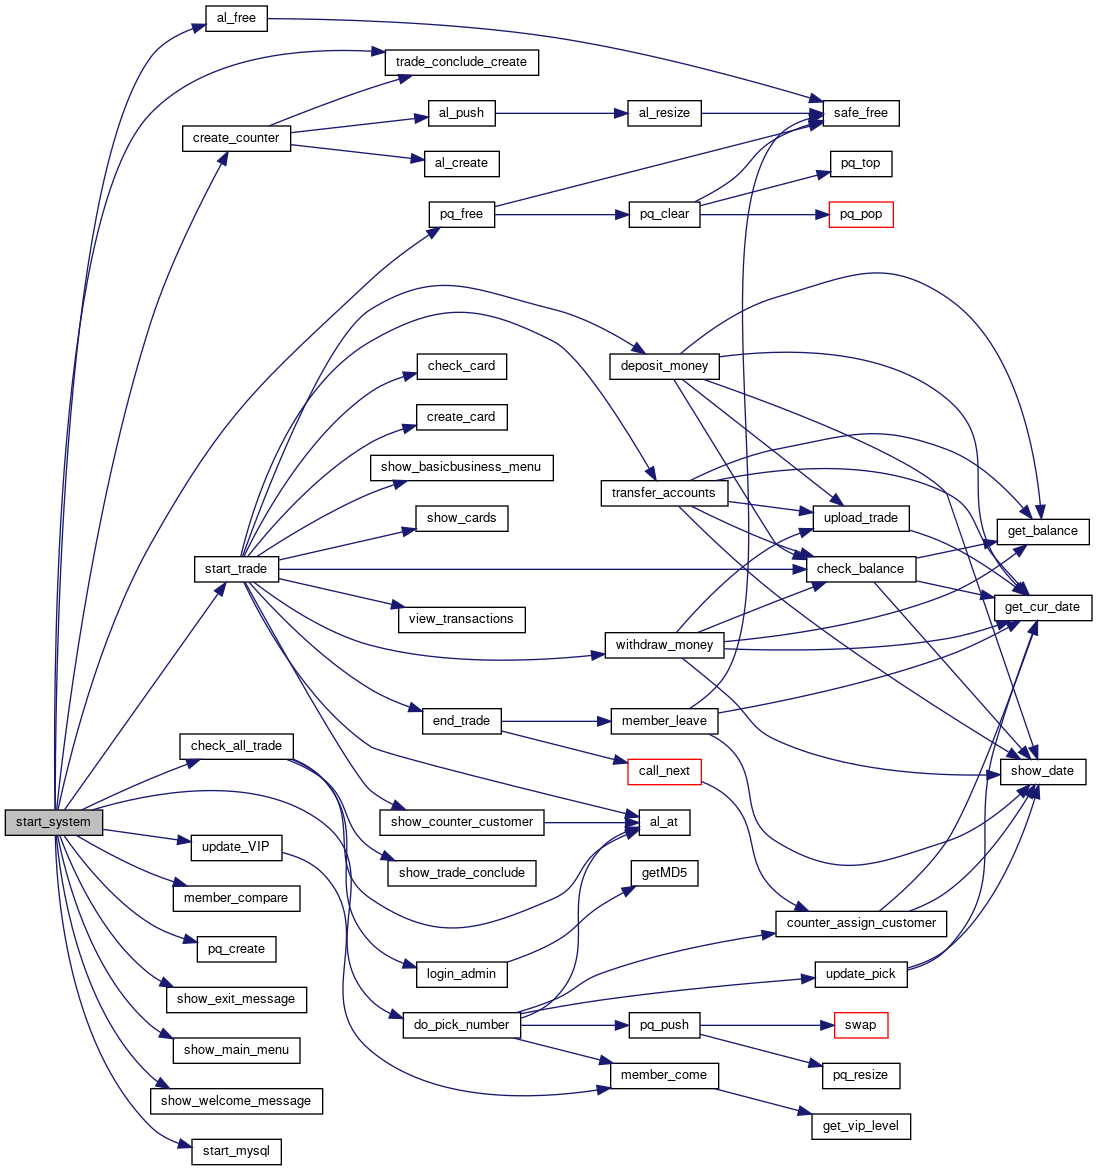 al_free
trade_conclude_create
al_push
al_resize
safe_free
create_counter
al_create
pq_top
pq_free
pq_clear
pq_pop
check_card
deposit_money
create_card
show_basicbusiness_menu
transfer_accounts
show_cards
upload_trade
get_balance
start_trade
check_balance
view_transactions
get_cur_date
withdraw_money
end_trade
member_leave
check_all_trade
call_next
show_date
start_system
show_counter_customer
al_at
update_VIP
show_trade_conclude
getMD5
member_compare
counter_assign_customer
pq_create
login_admin
update_pick
show_exit_message
do_pick_number
pq_push
swap
show_main_menu
member_come
pq_resize
show_welcome_message
get_vip_level
start_mysql